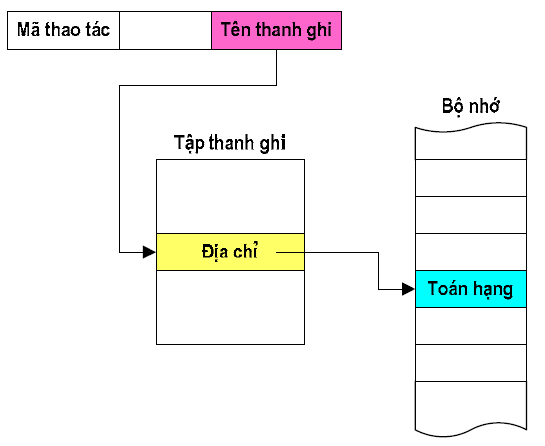 Mã thao tác
Tên thanh ghi
Bộ nhớ
Tập thanh ghi
Địa chỉ
Toán hạng